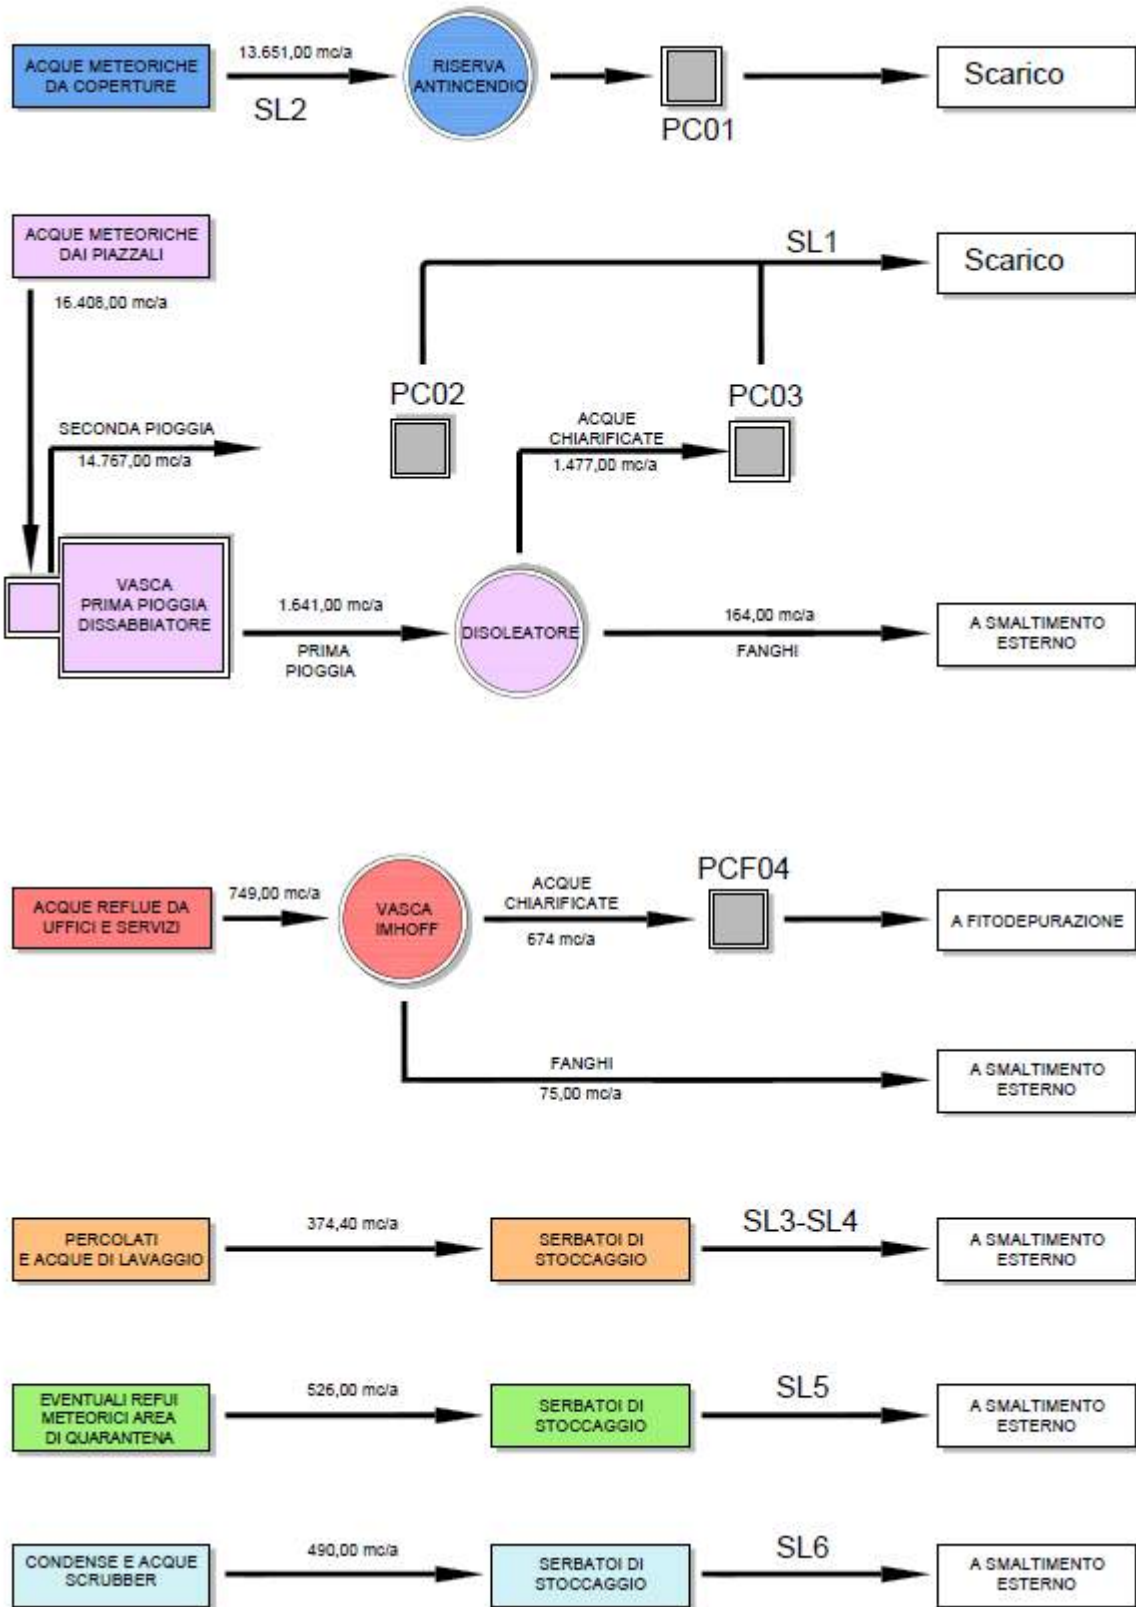 ACQUE METEORICHE
DA COPERTURE
13.651,00 mc/a
SL2
RISERVA
ANTINCENDIO
PC01
Scarico
ACQUE METEORICHE
DAI PIAZZALI
16.408,00 mc/a
SL1
Scarico
PC02
PC03
SECONDA PIOGGIA
14.767,00 mc/a
ACQUE
CHIARIFICATE
1.477,00 mc/a
VASCA
PRIMA PIOGGIA
DISSABBIATORE
1.641,00 mc/a
PRIMA
PIOGGIA
DISOLEATORE
164,00 mc/a
FANGHI
A SMALTIMENTO
ESTERNO
ACQUE REFLUE DA
UFFICI E SERVIZI
749,00 mc/a
VASCA
IMHOFF
ACQUE
CHIARIFICATE
674 mc/a
PCF04
A FITODEPURAZIONE
FANGHI
75,00 mc/a
A SMALTIMENTO
ESTERNO
PERCOLATI
E ACQUE DI LAVAGGIO
374,40 mc/a
SERBATOI DI
STOCCAGGIO
SL3-SL4
A SMALTIMENTO
ESTERNO
EVENTUALI REFUI
METEORICI AREA
DI QUARANTENA
526,00 mc/a
SERBATOI DI
STOCCAGGIO
SL5
A SMALTIMENTO
ESTERNO
CONDENSE E ACQUE
SCRUBBER
490,00 mc/a
SERBATOI DI
STOCCAGGIO
SL6
A SMALTIMENTO
ESTERNO